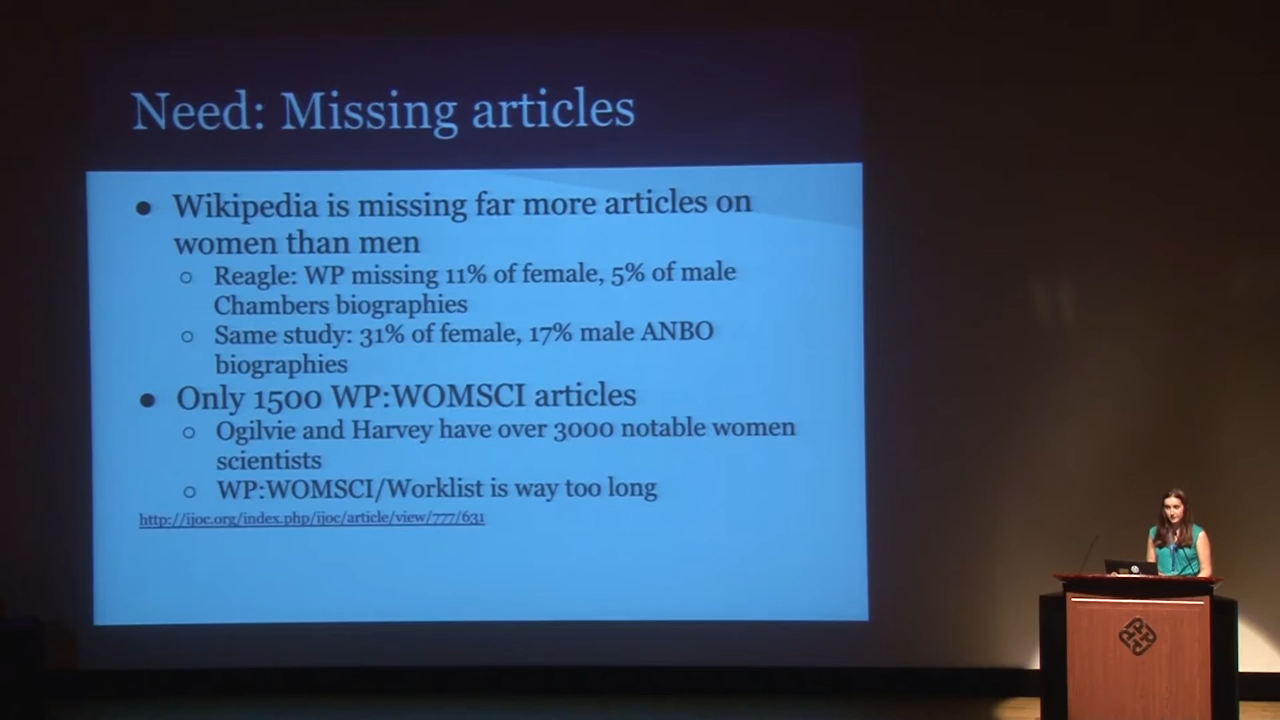 Need: Missing articles
● Wikipedia is missing far more articles on
women than men
○ Reagle: WP missing 11% of female, 5% of male
Chambers biographies
○ Same study: 31% of female, 17% male ANBO
biographies
● Only 1500 WP:WOMSCI articles
○ Ogilvie and Harvey have over 3000 notable women
scientists
○ WP:WOMSCI/Worklist is way too long
http://ijoc.org/index.php/ijoc/article/view/777/631